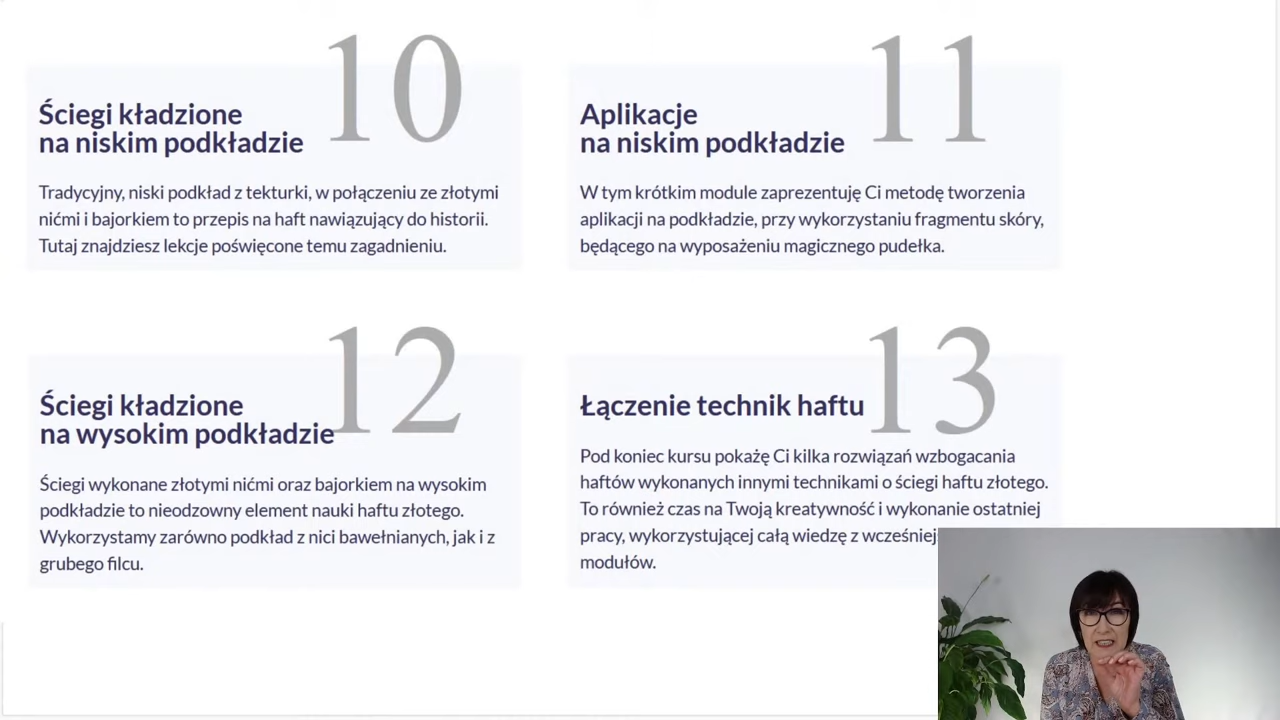 10
Ściegi kładzione
na niskim podkładzie
Tradycyjny, niski podkład z tekturki, w połączeniu ze złotymi
nićmi i bajorkiem to przepis na haft nawiązujący do historii.
Tutaj znajdziesz lekcje poświęcone temu zagadnieniu.
11
Aplikacje
na niskim podkładzie
W tym krótkim module zaprezentuję Ci metodę tworzenia
aplikacji na podkładzie, przy wykorzystaniu fragmentu skóry,
będącego na wyposażeniu magicznego pudełka.
12
Ściegi kładzione
na wysokim podkładzie
Ściegi wykonane złotymi nićmi oraz bajorkiem na wysokim
podkładzie to nieodzowny element nauki haftu złotego.
Wykorzystamy zarówno podkład z nici bawełnianych, jak i z
grubego filcu.
13
Łączenie technik haftu
Pod koniec kursu pokażę Ci kilka rozwiązań wzbogacania
haftów wykonanych innymi technikami o ściegi haftu złotego.
To również czas na Twoją kreatywność i wykonanie ostatniej
pracy, wykorzystującej całą wiedzę z
modułów.